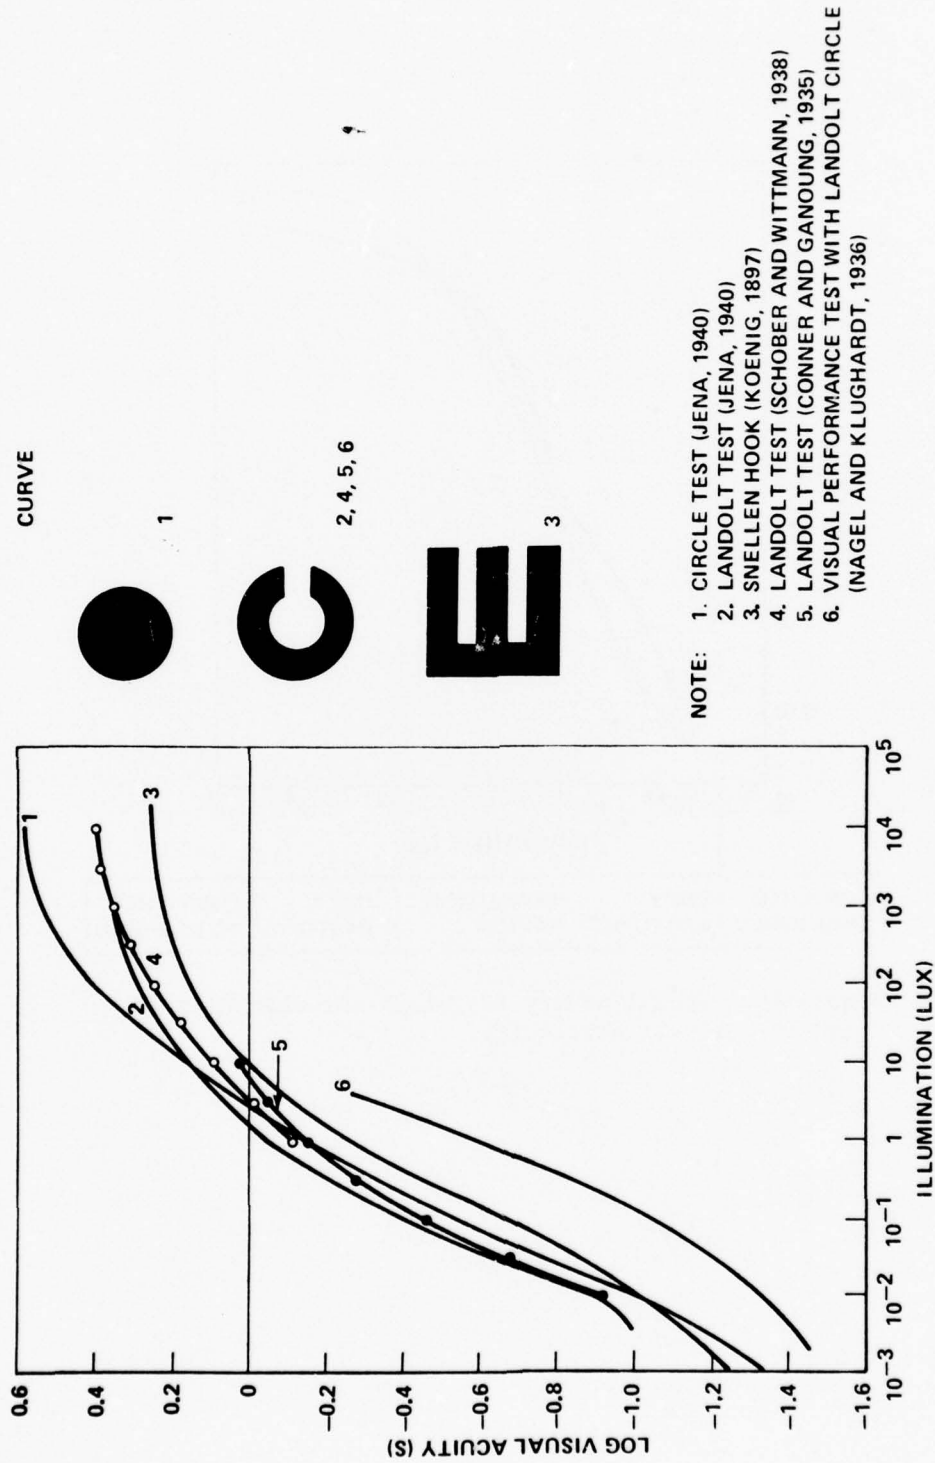 CURVE
1
2, 4, 5, 6
3
NOTE: 1. CIRCLE TEST (JENA, 1940)
2. LANDOLT TEST (JENA, 1940)
3. SNELLEN HOOK (KOENIG, 1897)
4. LANDOLT TEST (SCHOBER AND WITTMANN, 1938)
5. LANDOLT TEST (CONNER AND GANOUNG, 1935)
6. VISUAL PERFORMANCE TEST WITH LANDOLT CIRCLE
(NAGEL AND KLUGHARDT, 1936)
LOG VISUAL ACUITY (S)
0.6
0.4
0.2
0
−0.2
−0.4
−0.6
−0.8
−1.0
−1.2
−1.4
−1.6
1
2
3
4
5
6
10⁻³ 10⁻² 10⁻¹ 1 10 10² 10³ 10⁴ 10⁵
ILLUMINATION (LUX)